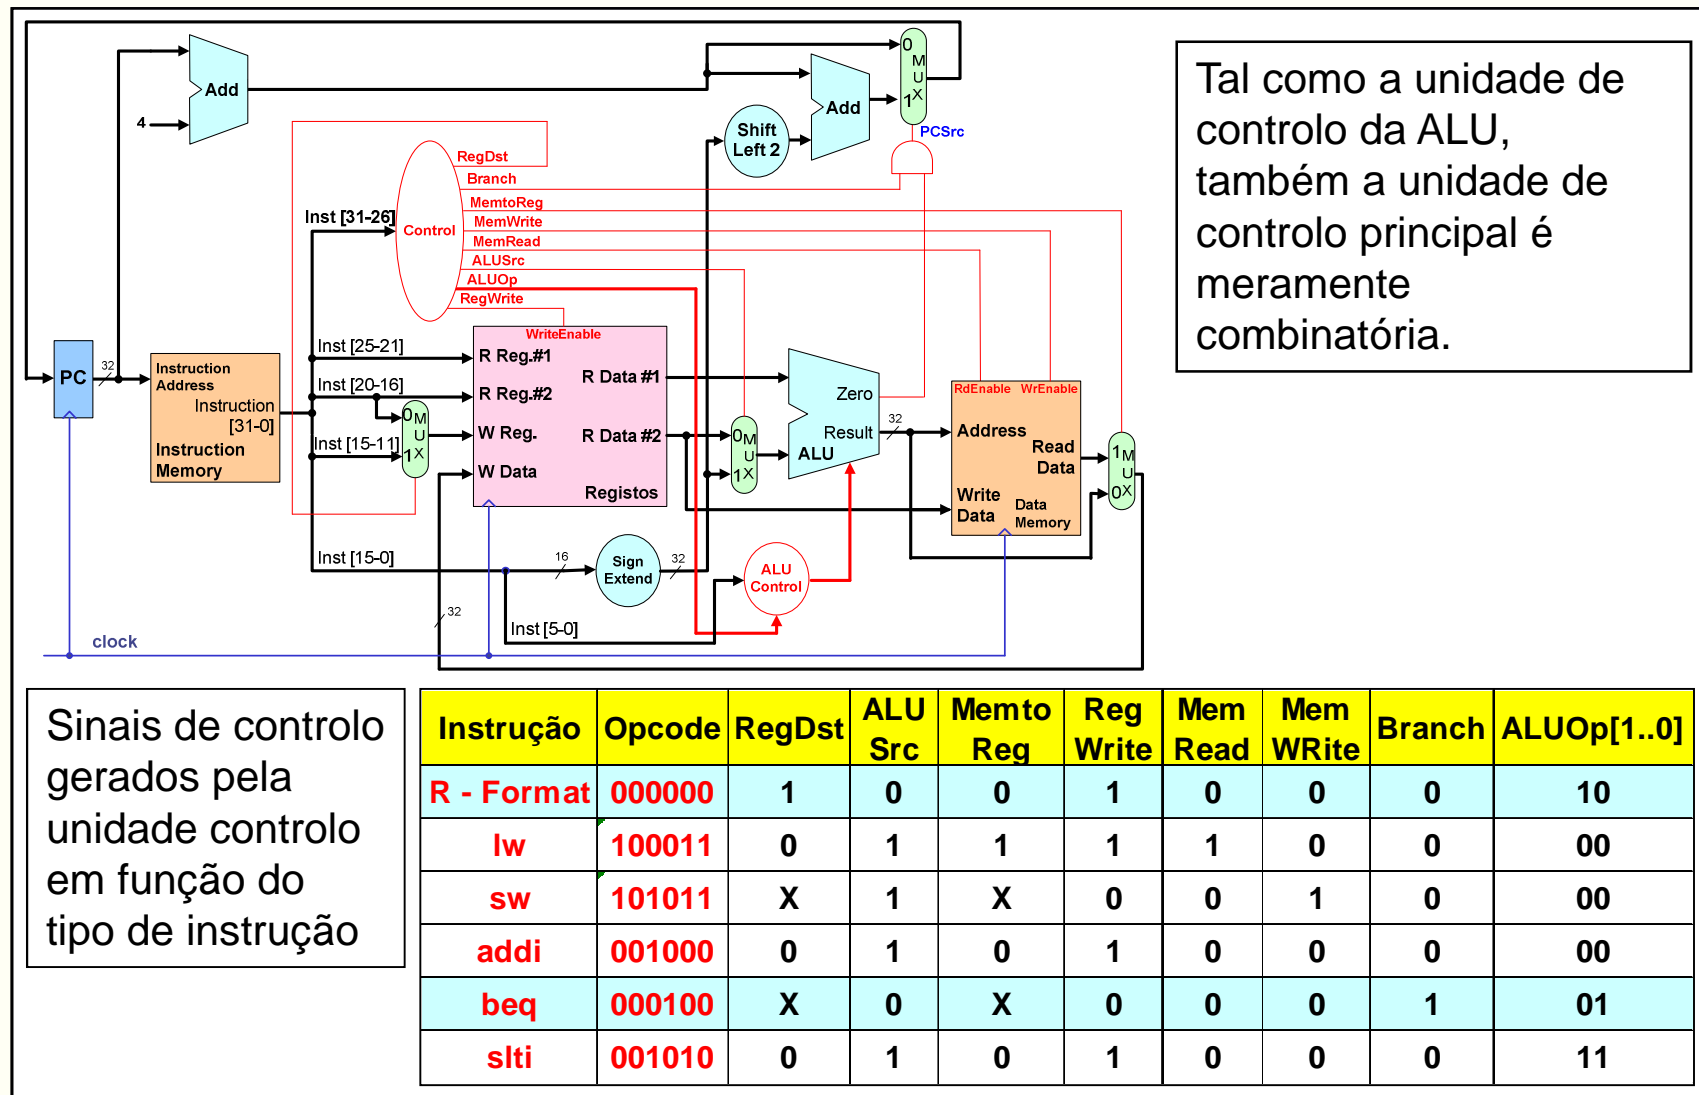 Add
4
Shift
Left 2
Add
0
M
U
X
1
PCSrc
Tal como a unidade de
controlo da ALU,
também a unidade de
controlo principal é
meramente
combinatória.
RegDst
Branch
MemtoReg
MemWrite
MemRead
ALUSrc
ALUOp
RegWrite
Inst [31-26]
Control
PC
32
Instruction
Address
Instruction
[31-0]
Instruction
Memory
Inst [25-21]
Inst [20-16]
Inst [15-11]
0
M
U
X
1
WriteEnable
R Reg.#1
R Reg.#2
W Reg.
W Data
R Data #1
R Data #2
Registos
0
M
U
X
1
Zero
Result
ALU
32
RdEnable WrEnable
Address
Read
Data
Write
Data
Data
Memory
1
M
U
X
0
Inst [15-0]
16
Sign
Extend
32
ALU
Control
Inst [5-0]
32
clock
Sinais de controlo
gerados pela
unidade controlo
em função do
tipo de instrução
Instrução Opcode RegDst ALU Src Memto Reg Reg Write Mem Read Mem WRite Branch ALUOp[1..0]
R - Format 000000 1 0 0 1 0 0 0 10
lw 100011 0 1 1 1 1 0 0 00
sw 101011 X 1 X 0 0 1 0 00
addi 001000 0 1 0 1 0 0 0 00
beq 000100 X 0 X 0 0 0 1 01
slti 001010 0 1 0 1 0 0 0 11